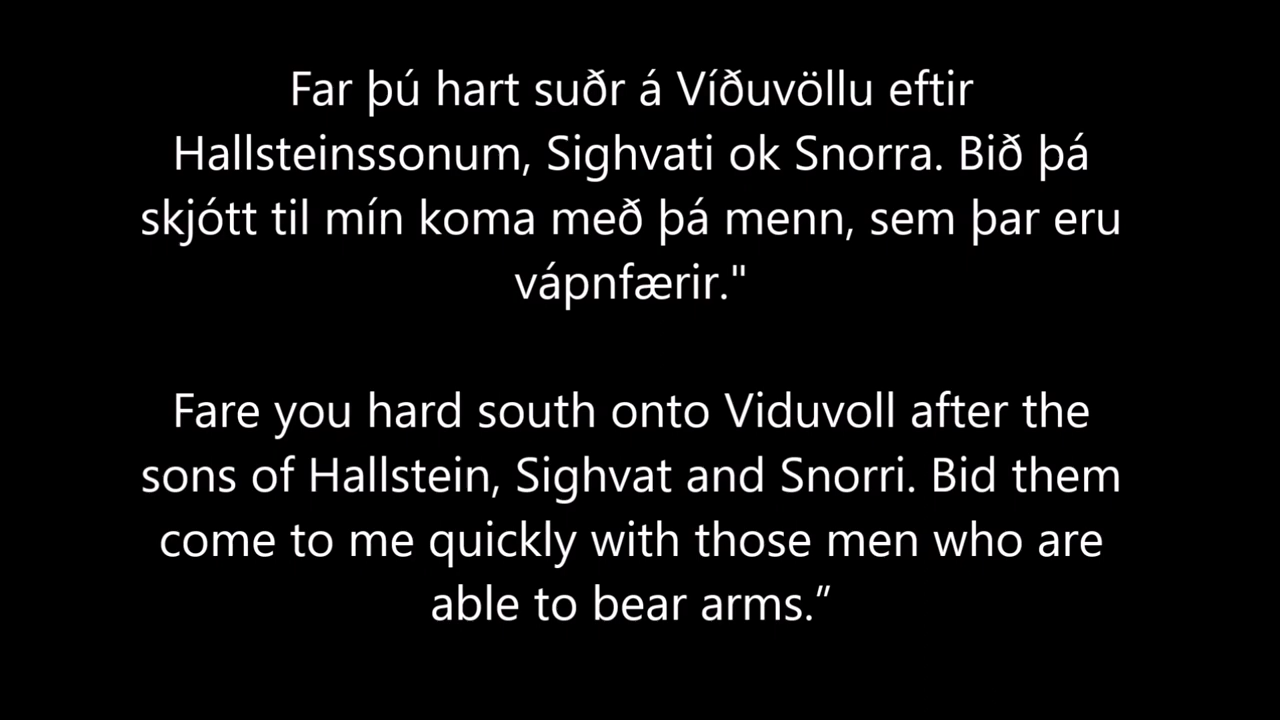 Far þú hart suðr á Víðuvöllu eftir
Hallsteinssonum, Sighvati ok Snorra. Bið þá
skjótt til mín koma með þá menn, sem þar eru
vápnfærir."
Fare you hard south onto Viduvoll after the
sons of Hallstein, Sighvat and Snorri. Bid them
come to me quickly with those men who are
able to bear arms.”